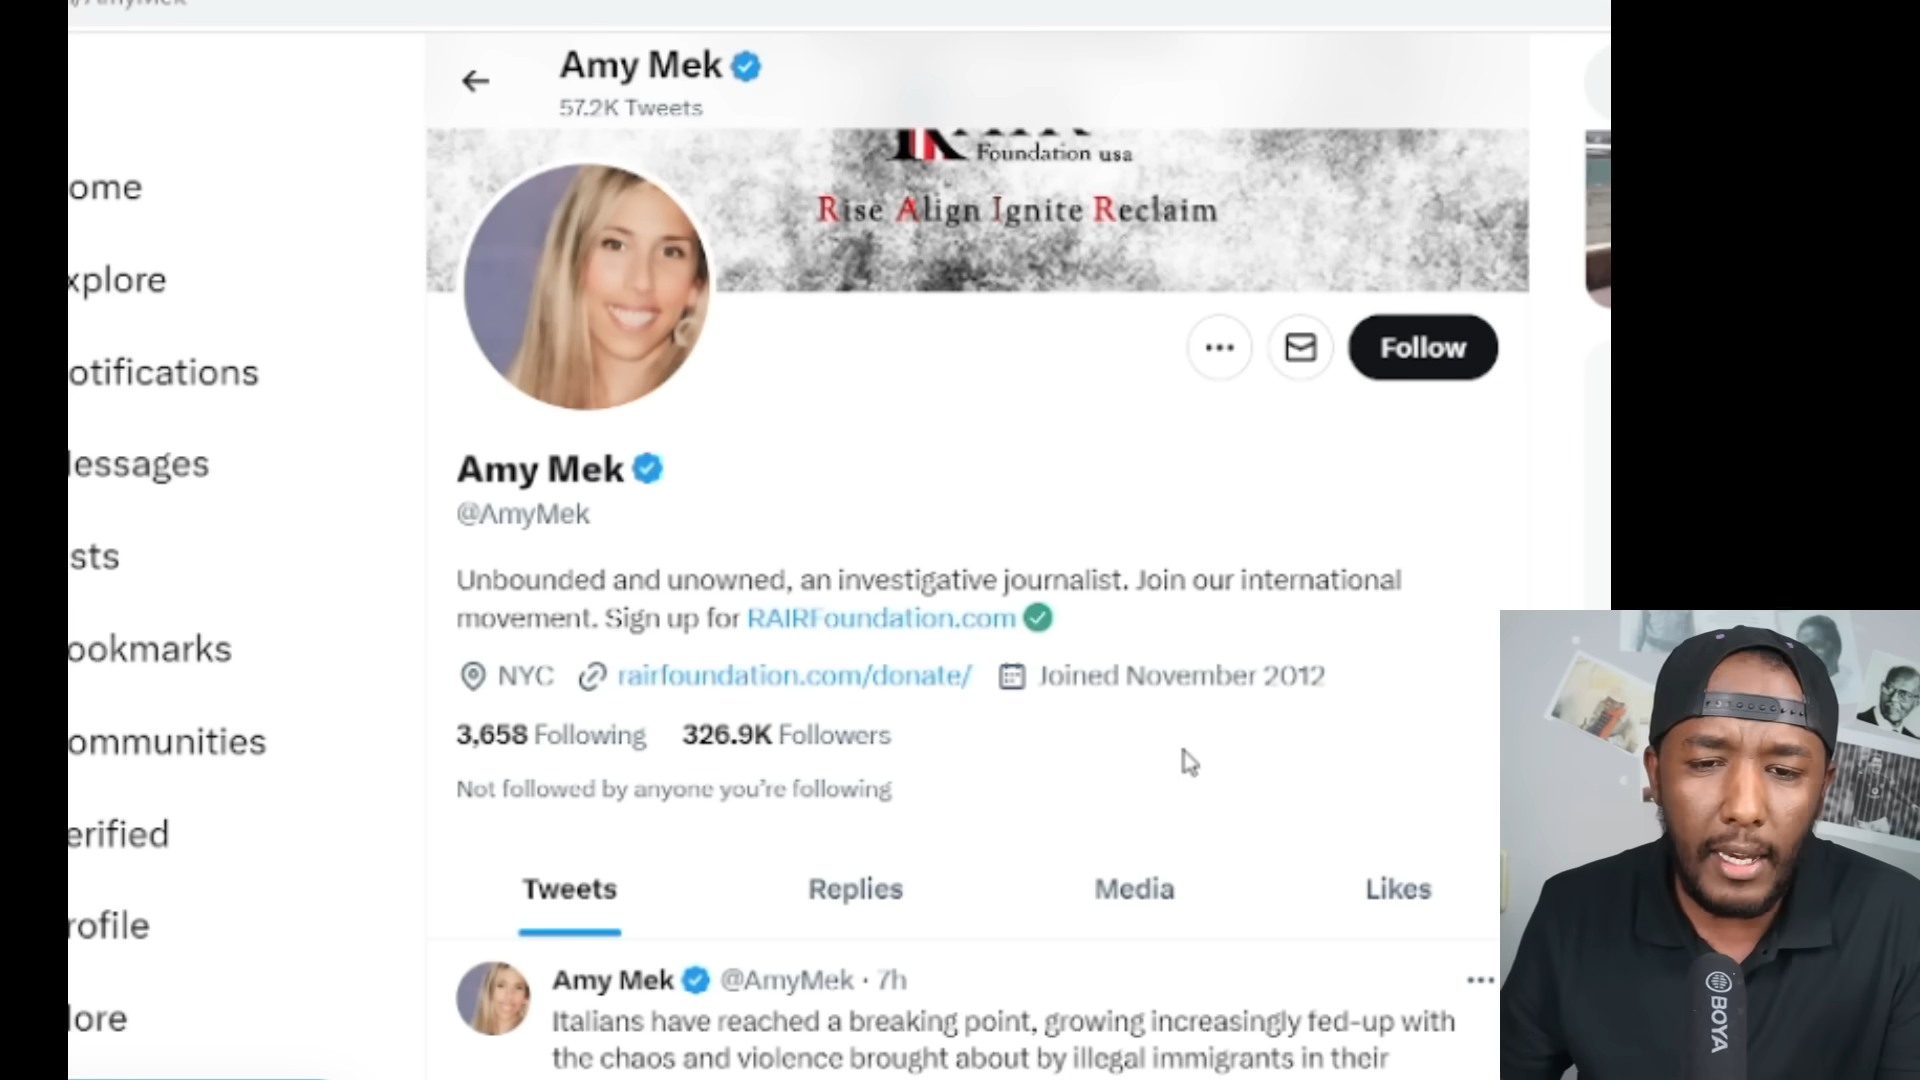 Amy Mek
57.2K Tweets
Foundation usa
Rise Align Ignite Reclaim
ome
xplore
otifications
essages
sts
ookmarks
ommunities
erified
rofile
ore
Follow
Amy Mek
@AmyMek
Unbounded and unowned, an investigative journalist. Join our international
movement. Sign up for RAIRFoundation.com
NYC rairfoundation.com/donate/ Joined November 2012
3,658 Following 326.9K Followers
Not followed by anyone you're following
Tweets Replies Media Likes
Amy Mek @AmyMek · 7h
Italians have reached a breaking point, growing increasingly fed-up with
the chaos and violence brought about by illegal immigrants in their
BOYA